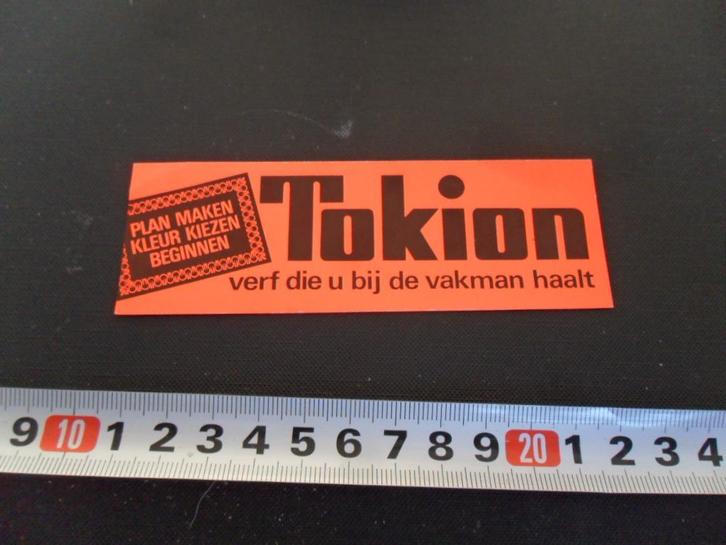 PLAN MAKEN
KLEUR KIEZEN
BEGINNEN
Tokion
verf die u bij de vakman haalt
9 10 1 2 3 4 5 6 7 8 9 20 1 2 3 4